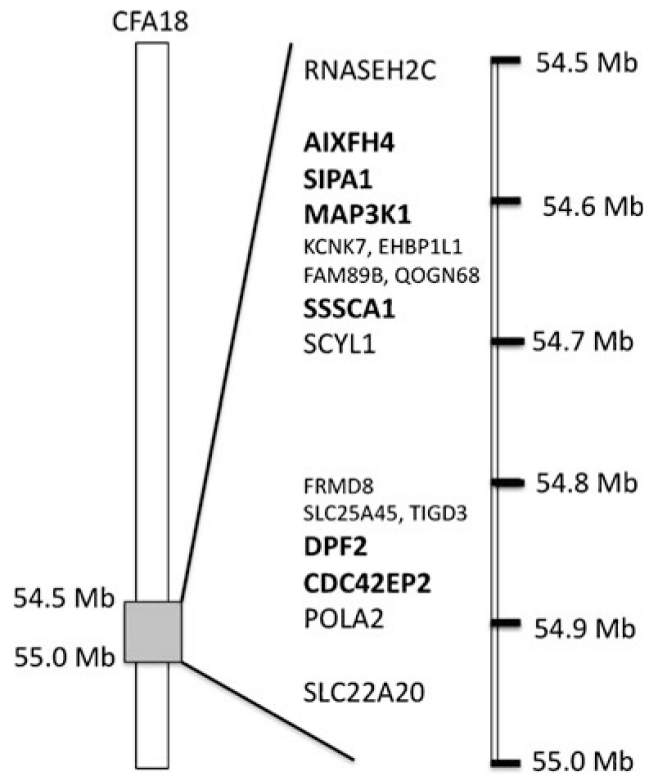 CFA18
RNASEH2C
54.5 Mb
AIXFH4
SIPA1
54.6 Mb
MAP3K1
KCNK7, EHBP1L1
FAM89B, QOGN68
SSSCA1
SCYL1
54.7 Mb
FRMD8
54.8 Mb
SLC25A45, TIGD3
DPF2
CDC42EP2
54.5 Mb
POLA2
54.9 Mb
55.0 Mb
SLC22A20
55.0 Mb